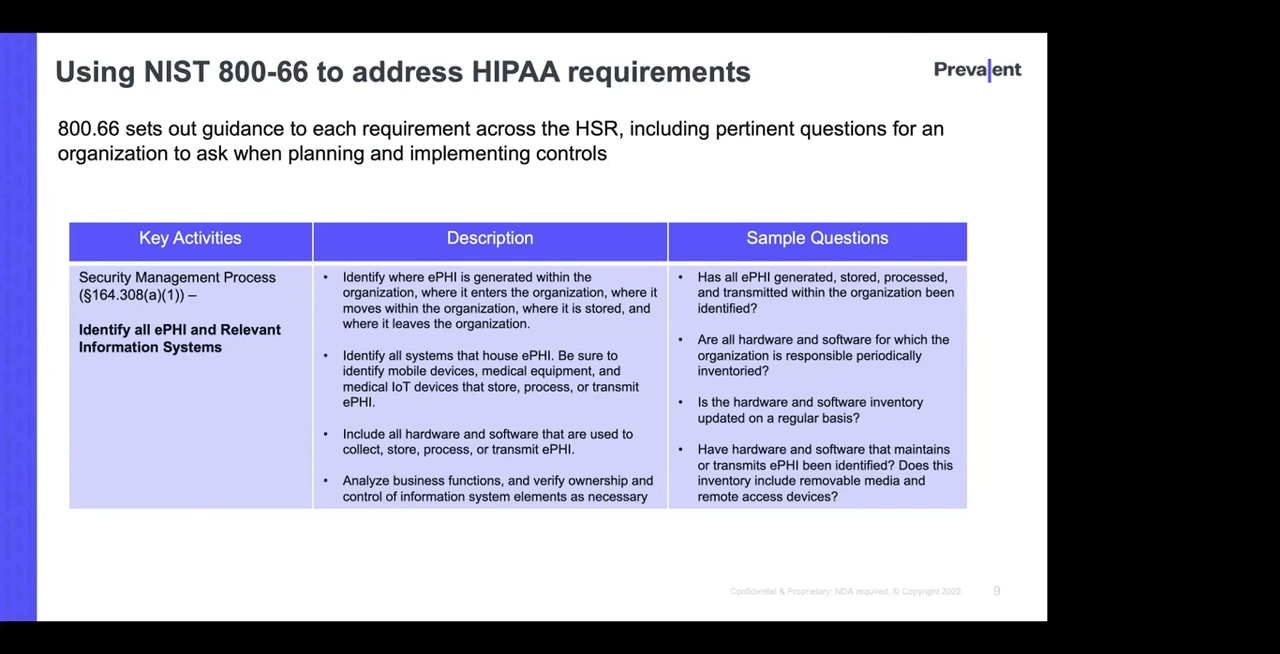 Using NIST 800-66 to address HIPAA requirements
Prevalent
800.66 sets out guidance to each requirement across the HSR, including pertinent questions for an
organization to ask when planning and implementing controls
Key Activities
Description
Sample Questions
Security Management Process
(§164.308(a)(1)) –
Identify all ePHI and Relevant
Information Systems
• Identify where ePHI is generated within the
organization, where it enters the organization, where it
moves within the organization, where it is stored, and
where it leaves the organization.
• Identify all systems that house ePHI. Be sure to
identify mobile devices, medical equipment, and
medical IoT devices that store, process, or transmit
ePHI.
• Include all hardware and software that are used to
collect, store, process, or transmit ePHI.
• Analyze business functions, and verify ownership and
control of information system elements as necessary
• Has all ePHI generated, stored, processed,
and transmitted within the organization been
identified?
• Are all hardware and software for which the
organization is responsible periodically
inventoried?
• Is the hardware and software inventory
updated on a regular basis?
• Have hardware and software that maintains
or transmits ePHI been identified? Does this
inventory include removable media and
remote access devices?
Confidential & Proprietary: NDA required. © Copyright 2022
9